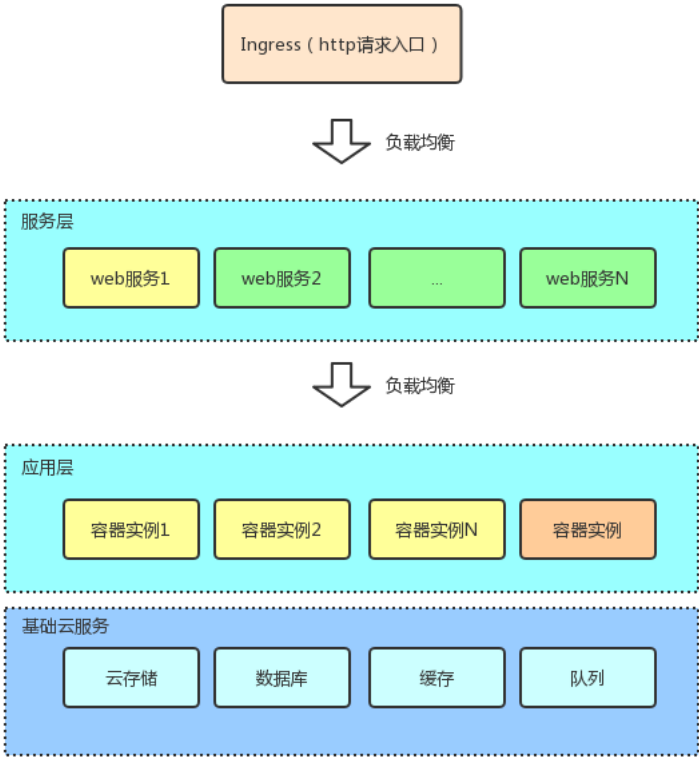 Ingress（http请求入口）
负载均衡
服务层
web服务1
web服务2
...
web服务N
负载均衡
应用层
容器实例1
容器实例2
容器实例N
容器实例
基础云服务
云存储
数据库
缓存
队列